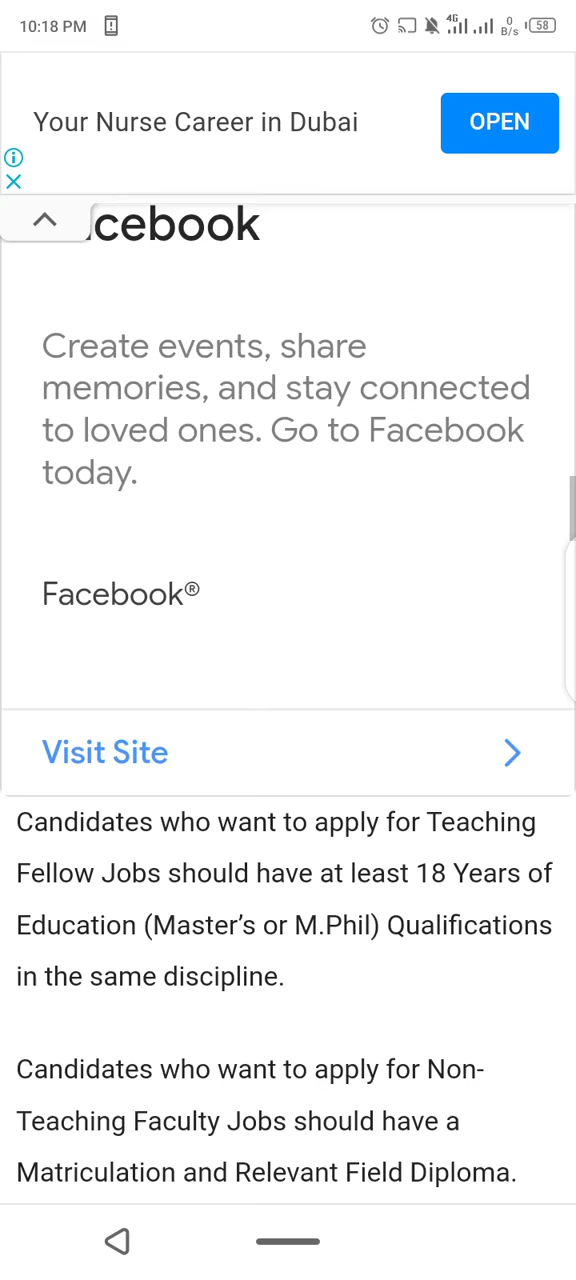 10:18 PM 4G 0 B/s 58
Your Nurse Career in Dubai
OPEN
cebook
Create events, share
memories, and stay connected
to loved ones. Go to Facebook
today.
Facebook®
Visit Site
Candidates who want to apply for Teaching
Fellow Jobs should have at least 18 Years of
Education (Master’s or M.Phil) Qualifications
in the same discipline.
Candidates who want to apply for Non-
Teaching Faculty Jobs should have a
Matriculation and Relevant Field Diploma.